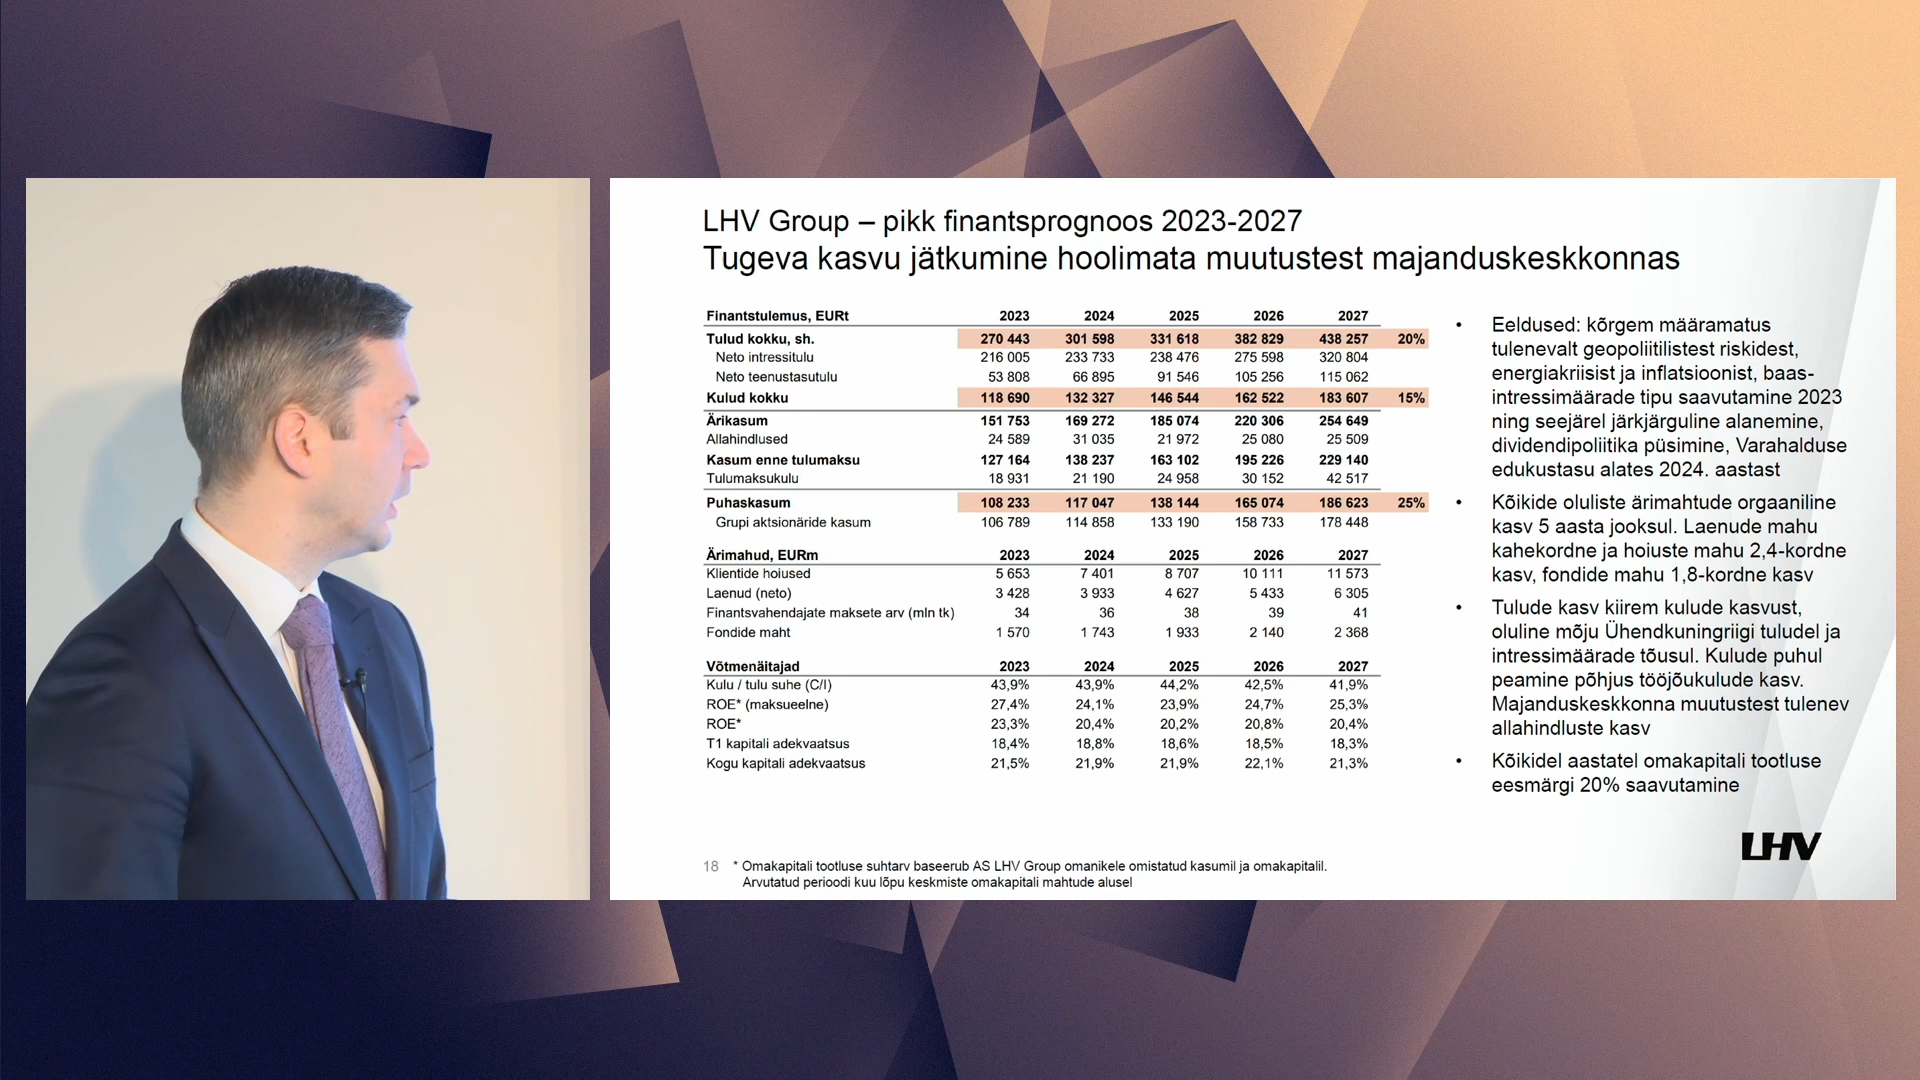 LHV Group – pikk finantsprognoos 2023-2027
Tugeva kasvu jätkumine hoolimata muutustest majanduskeskkonnas
Finantstulemus, EURt 2023 2024 2025 2026 2027
Tulud kokku, sh. 270 443 301 598 331 618 382 829 438 257 20%
Neto intressitulu 216 005 233 733 238 476 275 598 320 804
Neto teenustasutulu 53 808 66 895 91 546 105 256 115 062
Kulud kokku 118 690 132 327 146 544 162 522 183 607 15%
Ärikasum 151 753 169 272 185 074 220 306 254 649
Allahindlused 24 589 31 035 21 972 25 080 25 509
Kasum enne tulumaksu 127 164 138 237 163 102 195 226 229 140
Tulumaksukulu 18 931 21 190 24 958 30 152 42 517
Puhaskasum 108 233 117 047 138 144 165 074 186 623 25%
Grupi aktsionäride kasum 106 789 114 858 133 190 158 733 178 448
Ärimahud, EURm 2023 2024 2025 2026 2027
Klientide hoiused 5 653 7 401 8 707 10 111 11 573
Laenud (neto) 3 428 3 933 4 627 5 433 6 305
Finantsvahendajate maksete arv (mln tk) 34 36 38 39 41
Fondide maht 1 570 1 743 1 933 2 140 2 368
Võtmenäitajad 2023 2024 2025 2026 2027
Kulu / tulu suhe (C/I) 43,9% 43,9% 44,2% 42,5% 41,9%
ROE* (maksueelne) 27,4% 24,1% 23,9% 24,7% 25,3%
ROE* 23,3% 20,4% 20,2% 20,8% 20,4%
T1 kapitali adekvaatsus 18,4% 18,8% 18,6% 18,5% 18,3%
Kogu kapitali adekvaatsus 21,5% 21,9% 21,9% 22,1% 21,3%
• Eeldused: kõrgem määramatus
tulenevalt geopoliitilistest riskidest,
energiakriisist ja inflatsioonist, baas-
intressimäärade tipu saavutamine 2023
ning seejärel järkjärguline alanemine,
dividendipoliitika püsimine, Varahalduse
edukustasu alates 2024. aastast
• Kõikide oluliste ärimahtude orgaaniline
kasv 5 aasta jooksul. Laenude mahu
kahekordne ja hoiuste mahu 2,4-kordne
kasv, fondide mahu 1,8-kordne kasv
• Tulude kasv kiirem kulude kasvust,
oluline mõju Ühendkuningriigi tuludel ja
intressimäärade tõusul. Kulude puhul
peamine põhjus tööjõukulude kasv.
Majanduskeskkonna muutustest tulenev
allahindluste kasv
• Kõikidel aastatel omakapitali tootluse
eesmärgi 20% saavutamine
LHV
18 * Omakapitali tootluse suhtarv baseerub AS LHV Group omanikele omistatud kasumil ja omakapitalil.
Arvutatud perioodi kuu lõpu keskmiste omakapitali mahtude alusel